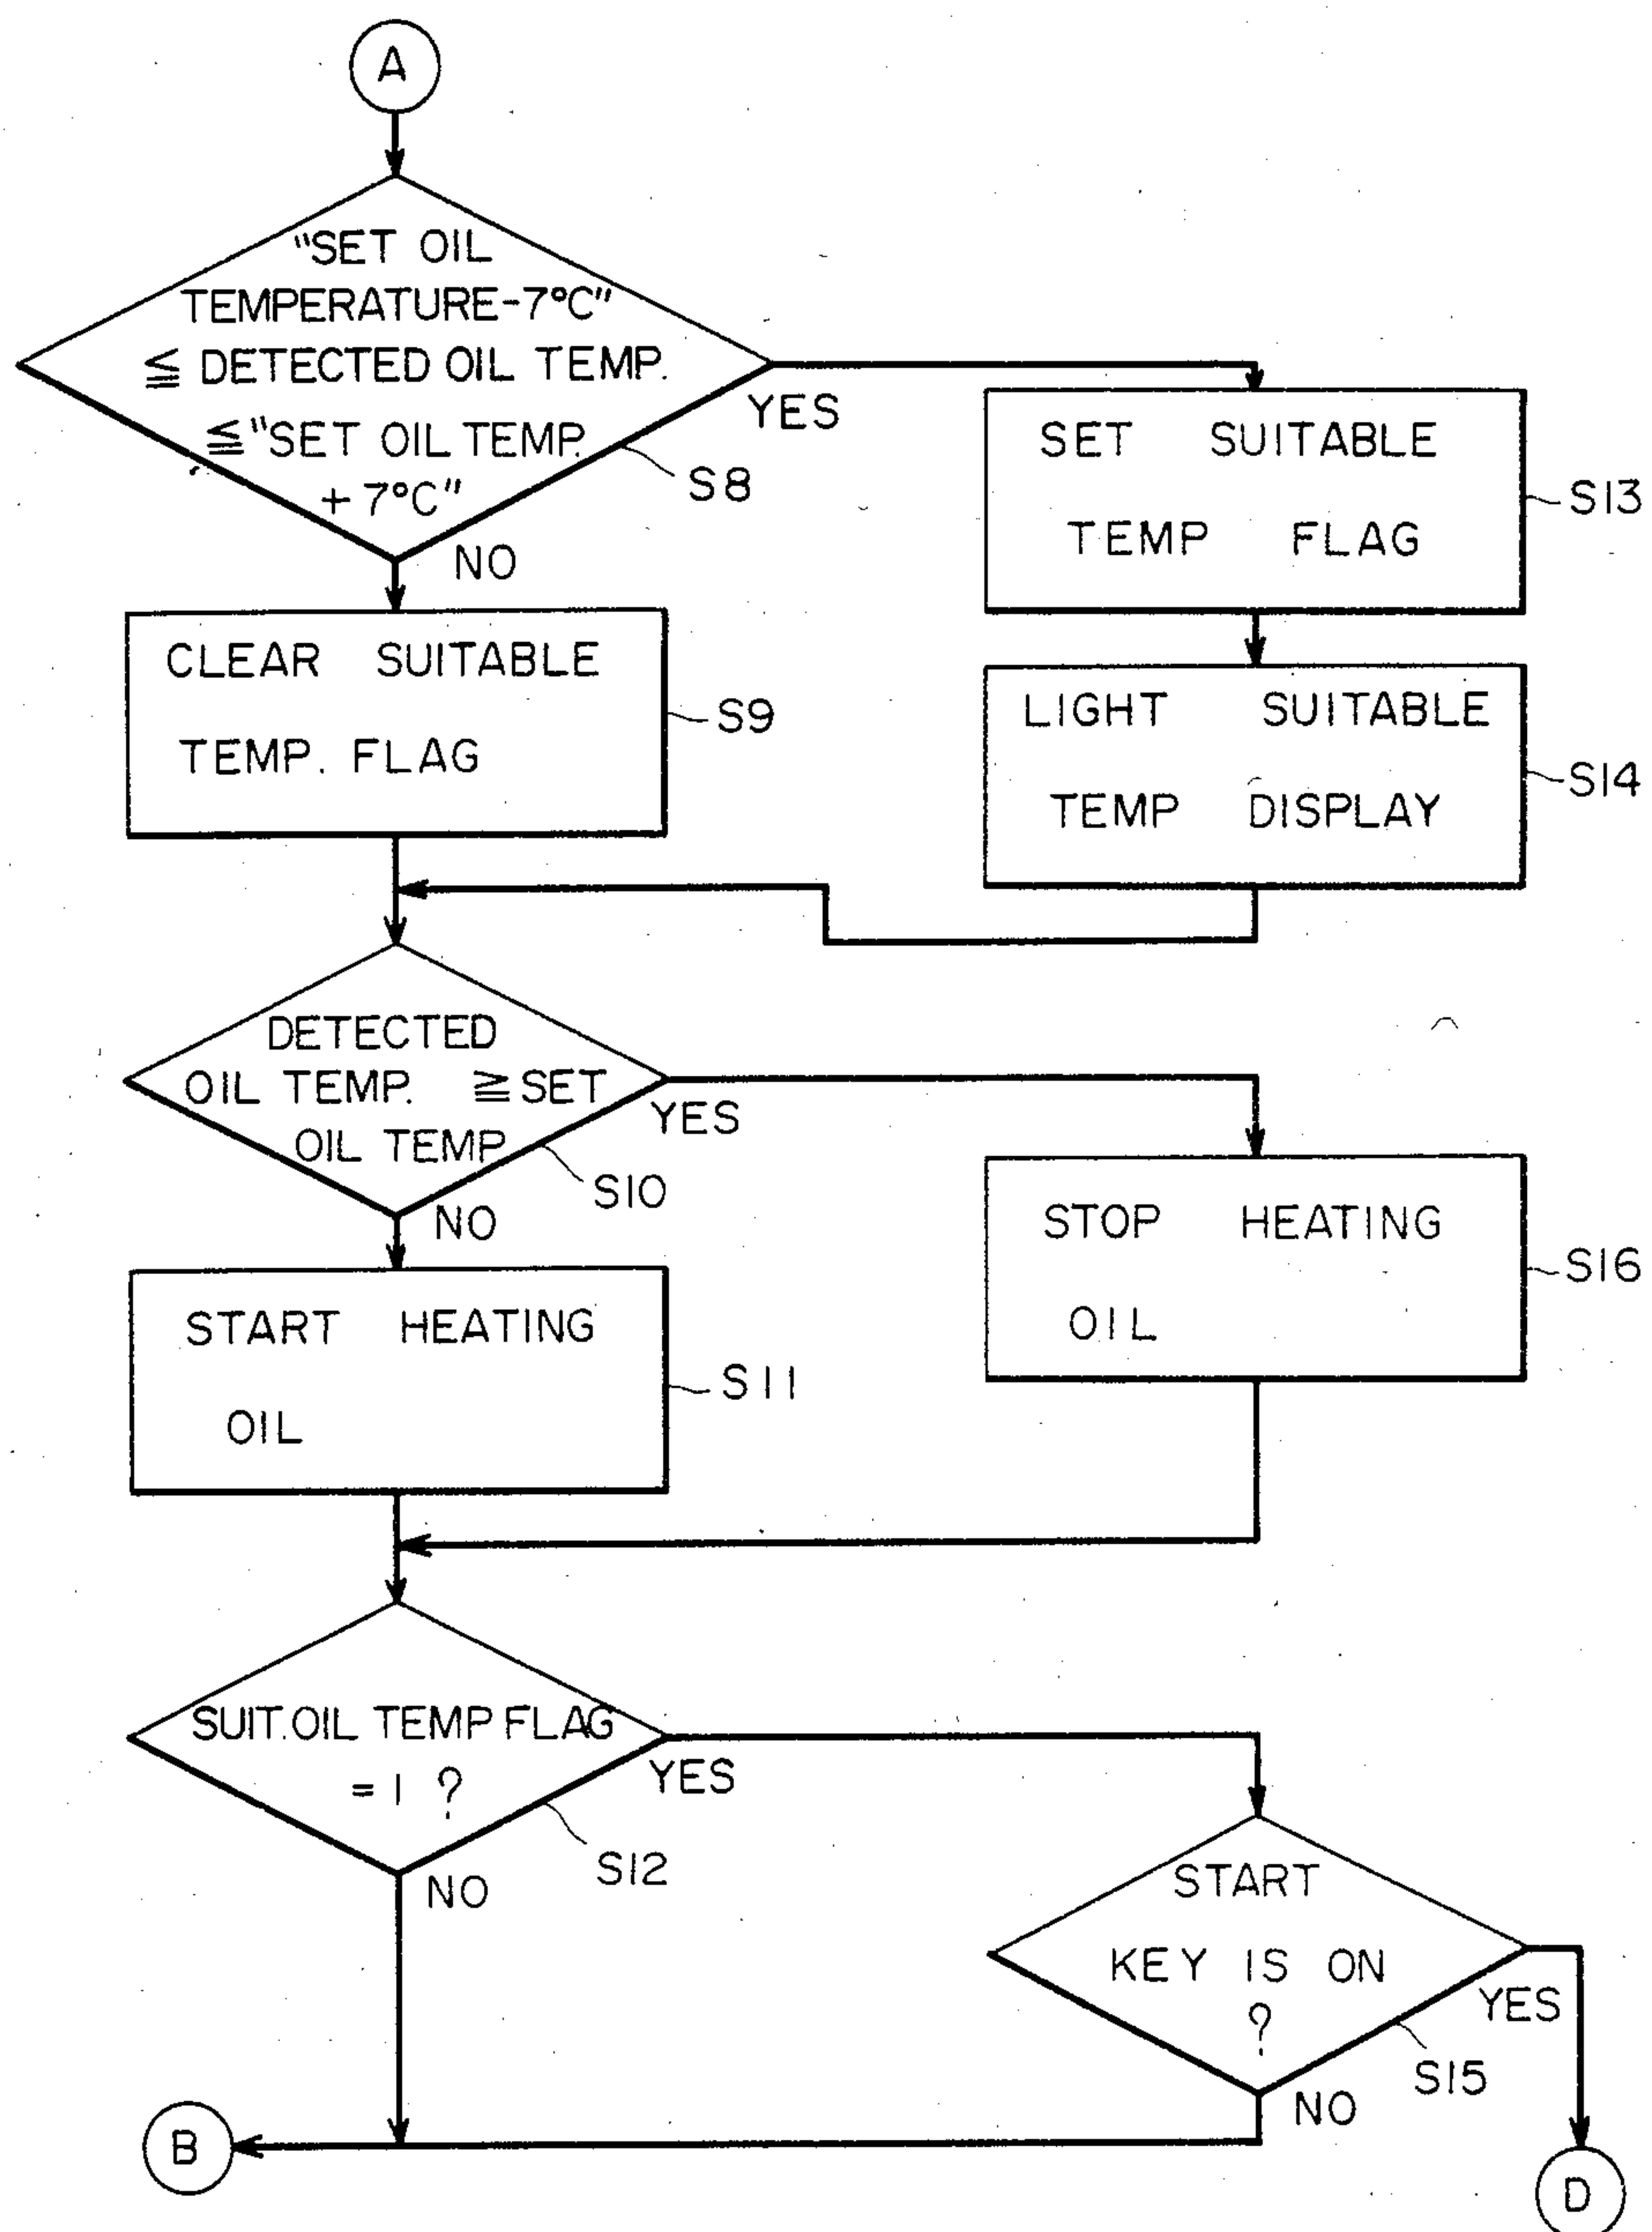 A
"SET OIL
TEMPERATURE-7°C"
≦ DETECTED OIL TEMP.
≦"SET OIL TEMP.
+7°C"
YES
S8
NO
SET SUITABLE
TEMP FLAG
S13
CLEAR SUITABLE
TEMP. FLAG
S9
LIGHT SUITABLE
TEMP DISPLAY
S14
DETECTED
OIL TEMP. ≧ SET
OIL TEMP
YES
S10
NO
STOP HEATING
OIL
S16
START HEATING
OIL
S11
SUIT.OIL TEMP FLAG
=1 ?
YES
S12
NO
START
KEY IS ON
?
YES
S15
NO
B
D